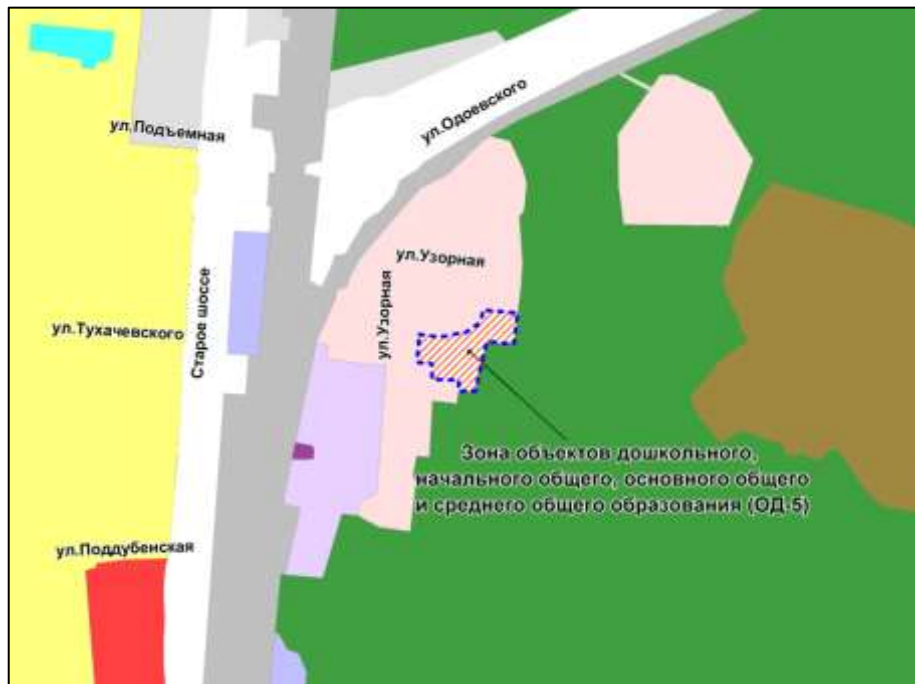 ул.Подъемная
ул.Одоевского
ул.Узорная
ул.Узорная
ул.Тухачевского
Старое шоссе
Зона объектов дошкольного,
начального общего, основного общего
и среднего общего образования (ОД-5)
ул.Поддубенская